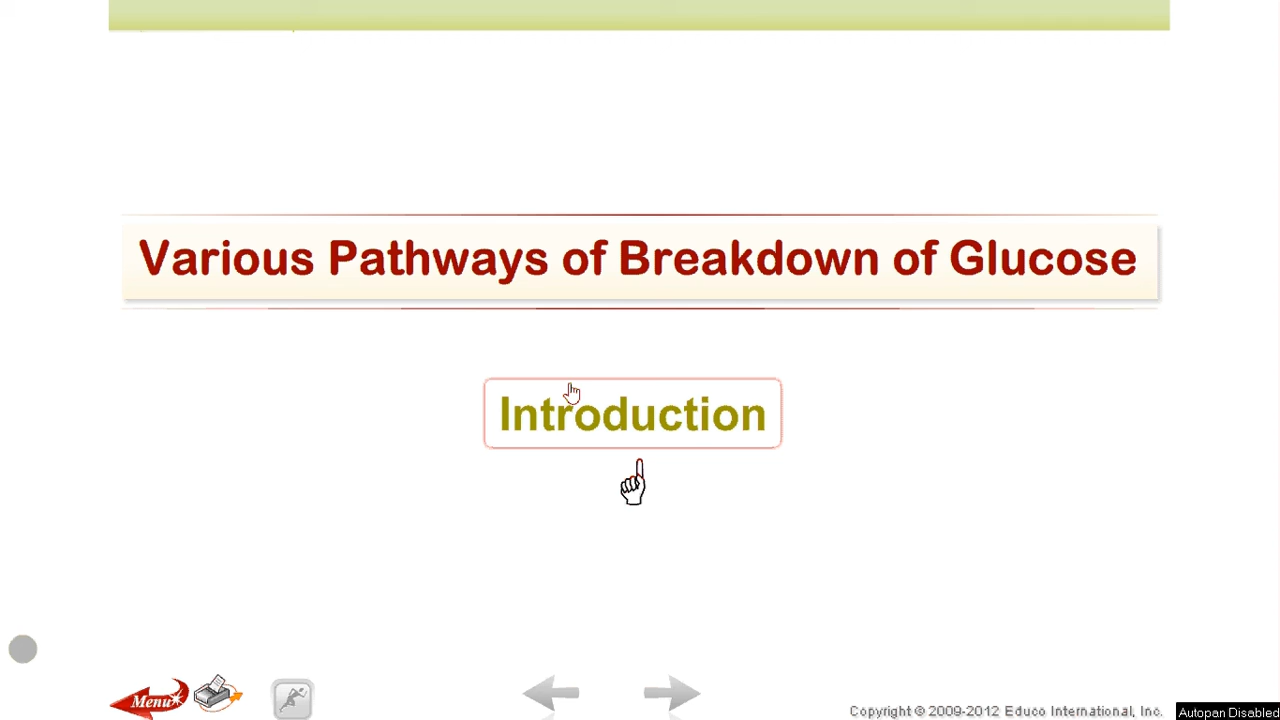 Various Pathways of Breakdown of Glucose
Introduction
Menu
Copyright © 2009-2012 Educo International, Inc.
Autopan Disabled